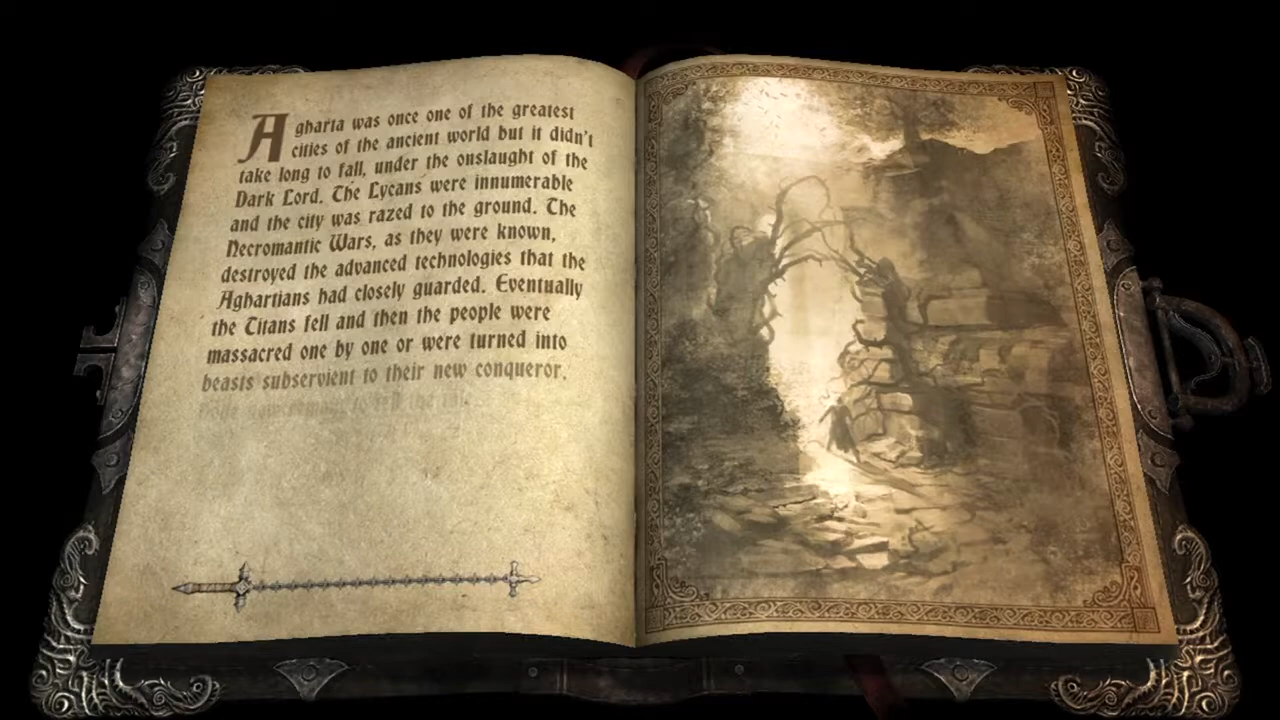 Agharta was once one of the greatest
cities of the ancient world but it didn't
take long to fall, under the onslaught of the
Dark Lord. The Lycans were innumerable
and the city was razed to the ground. The
Necromantic Wars, as they were known,
destroyed the advanced technologies that the
Aghartians had closely guarded. Eventually
the Titans fell and then the people were
massacred one by one or were turned into
beasts subservient to their new conqueror.
to tell the